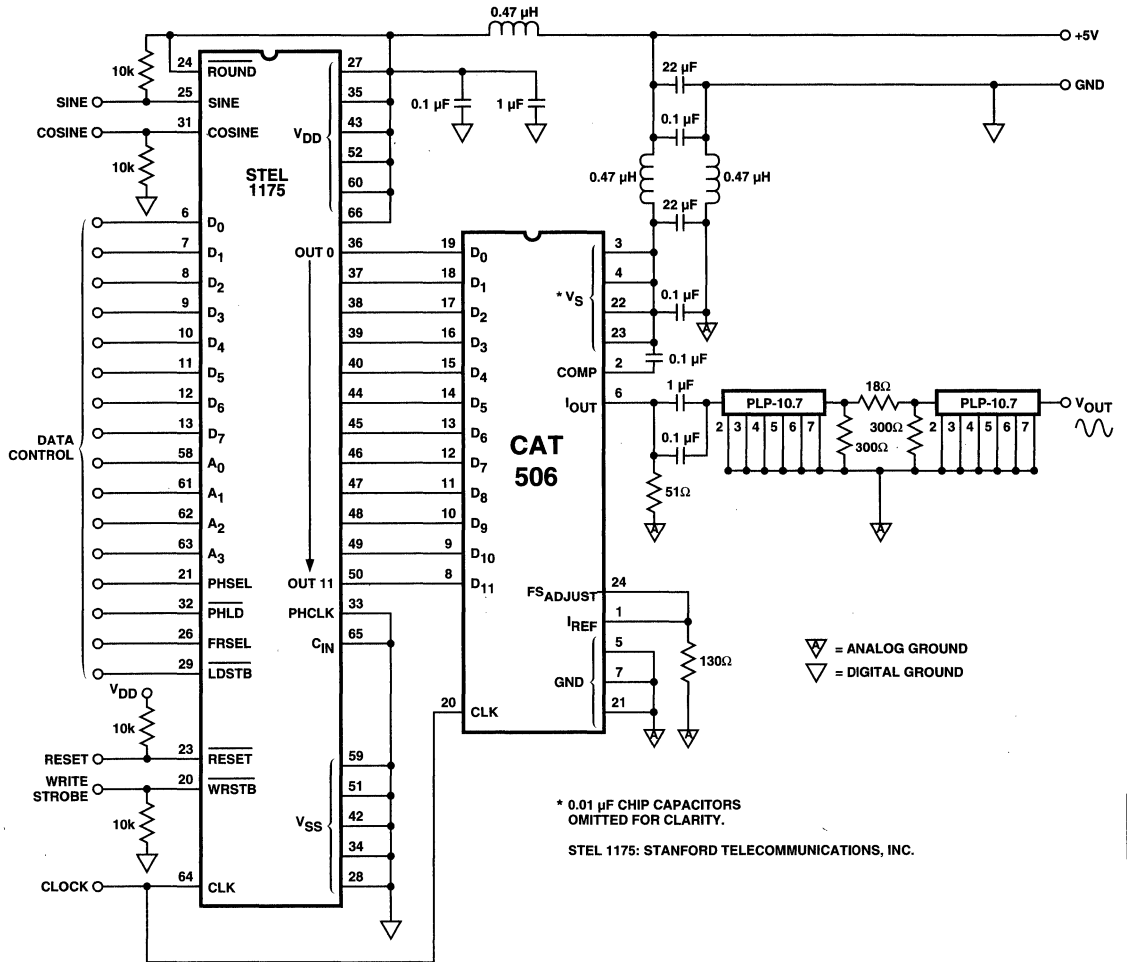 0.47 µH
+5V
10k
24
ROUND
27
22 µF
GND
SINE
25
SINE
35
0.1 µF
1 µF
0.1 µF
COSINE
31
COSINE
VDD
43
52
10k
STEL
1175
60
0.47 µH
0.47 µH
66
22 µF
DATA
CONTROL
6
D0
OUT 0
36
19
D0
3
7
D1
37
18
D1
4
8
D2
38
17
D2
* VS
22
0.1 µF
A
9
D3
39
16
D3
23
0.1 µF
10
D4
40
15
D4
COMP
2
11
D5
44
14
D5
IOUT
6
1 µF
PLP-10.7
18Ω
PLP-10.7
VOUT
12
D6
45
13
D6
0.1 µF
2 3 4 5 6 7
300Ω
300Ω
2 3 4 5 6 7
13
D7
46
12
D7
CAT
506
58
A0
47
11
D8
51Ω
61
A1
48
10
D9
A
A
62
A2
49
9
D10
63
A3
OUT 11
50
8
D11
21
PHSEL
PHCLK
33
FSADJUST
24
32
PHLD
CIN
65
IREF
1
26
FRSEL
5
130Ω
29
LDSTB
GND
7
21
A
A
A = ANALOG GROUND
= DIGITAL GROUND
VDD
10k
20
CLK
RESET
23
RESET
59
WRITE
STROBE
20
WRSTB
51
10k
VSS
42
34
CLOCK
64
CLK
28
* 0.01 µF CHIP CAPACITORS
OMITTED FOR CLARITY.
STEL 1175: STANFORD TELECOMMUNICATIONS, INC.